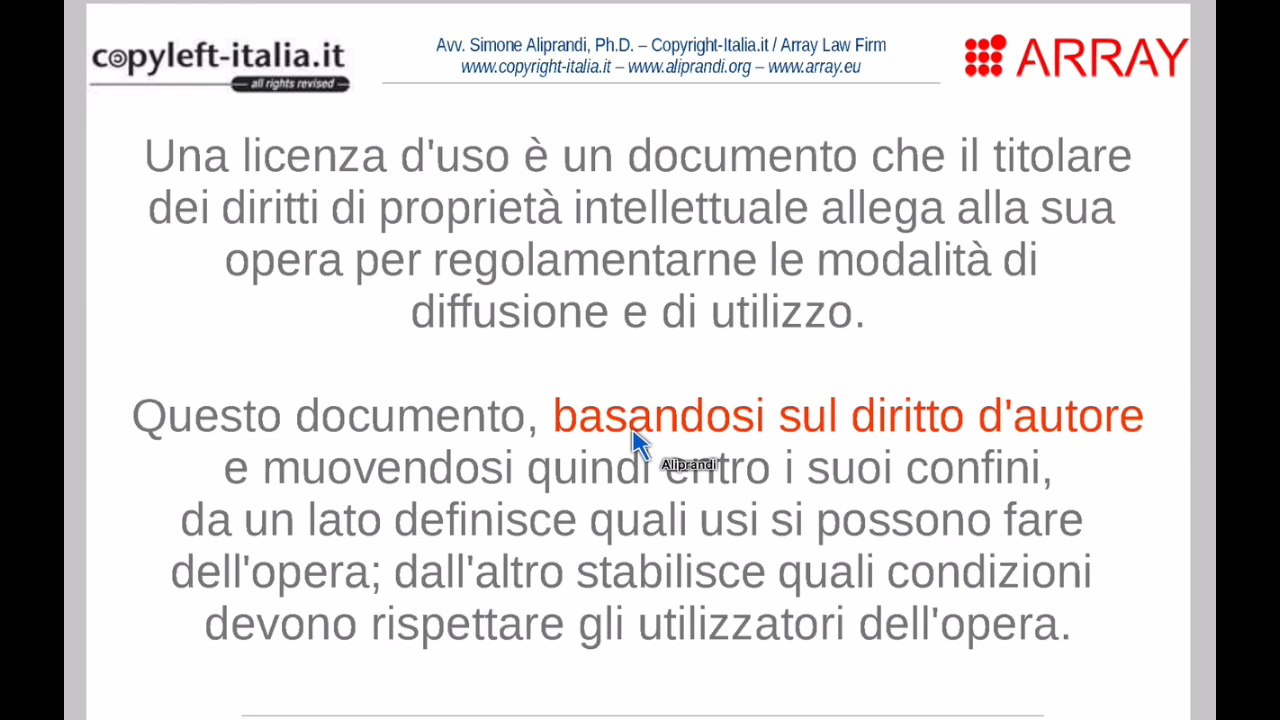 copyleft-italia.it
all rights revised
Avv. Simone Aliprandi, Ph.D. – Copyright-Italia.it / Array Law Firm
www.copyright-italia.it – www.aliprandi.org – www.array.eu
ARRAY
Una licenza d'uso è un documento che il titolare
dei diritti di proprietà intellettuale allega alla sua
opera per regolamentarne le modalità di
diffusione e di utilizzo.
Questo documento, basandosi sul diritto d'autore
e muovendosi quindi entro i suoi confini,
Aliprandi
da un lato definisce quali usi si possono fare
dell'opera; dall'altro stabilisce quali condizioni
devono rispettare gli utilizzatori dell'opera.